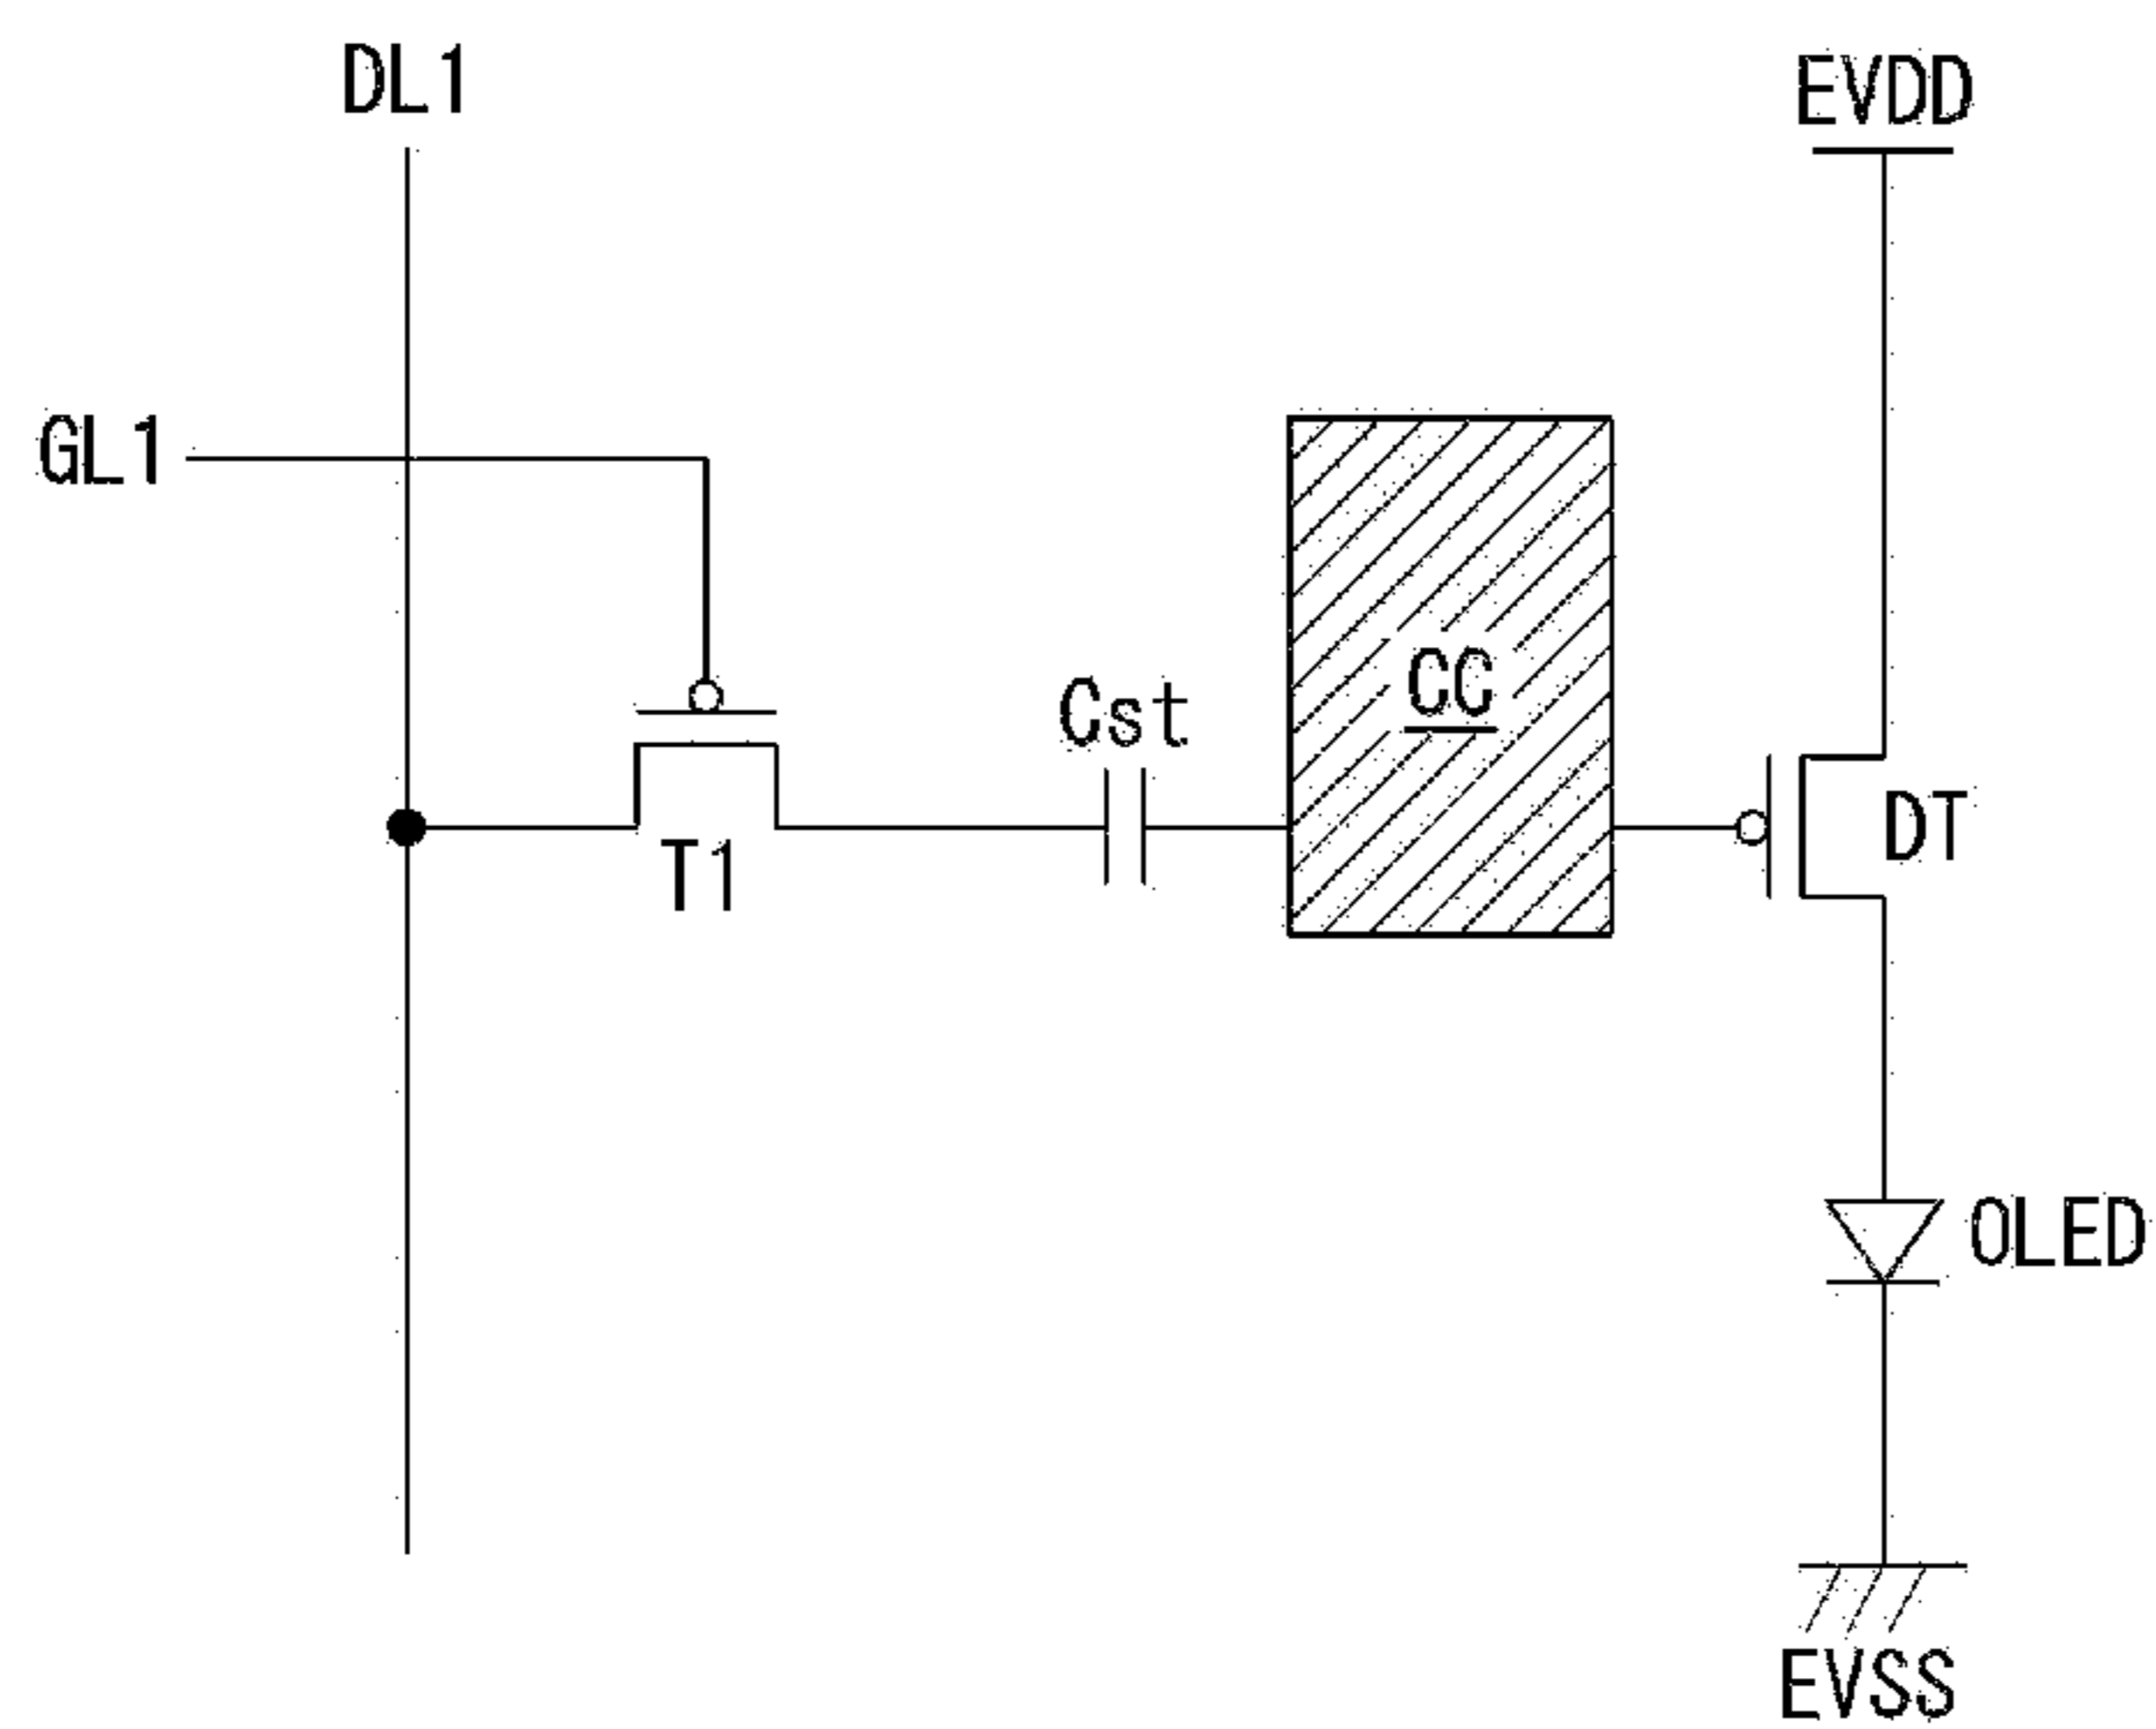 DL1
EVDD
GL1
Cst
CC
DT
T1
OLED
EVSS